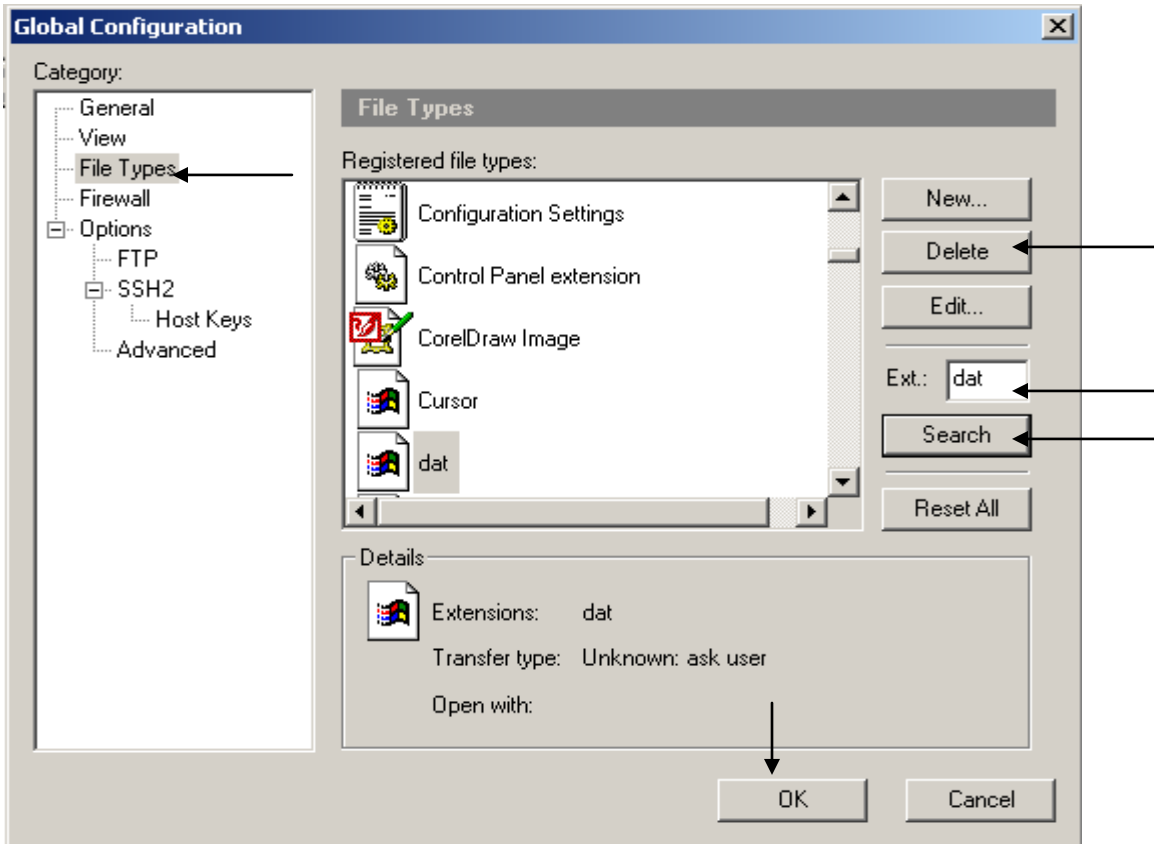 Global Configuration
Category:
General
View
File Types
Firewall
Options
FTP
SSH2
Host Keys
Advanced
File Types
Registered file types:
Configuration Settings
Control Panel extension
CorelDraw Image
Cursor
dat
New...
Delete
Edit...
Ext.: dat
Search
Reset All
Details
Extensions: dat
Transfer type: Unknown: ask user
Open with:
OK Cancel